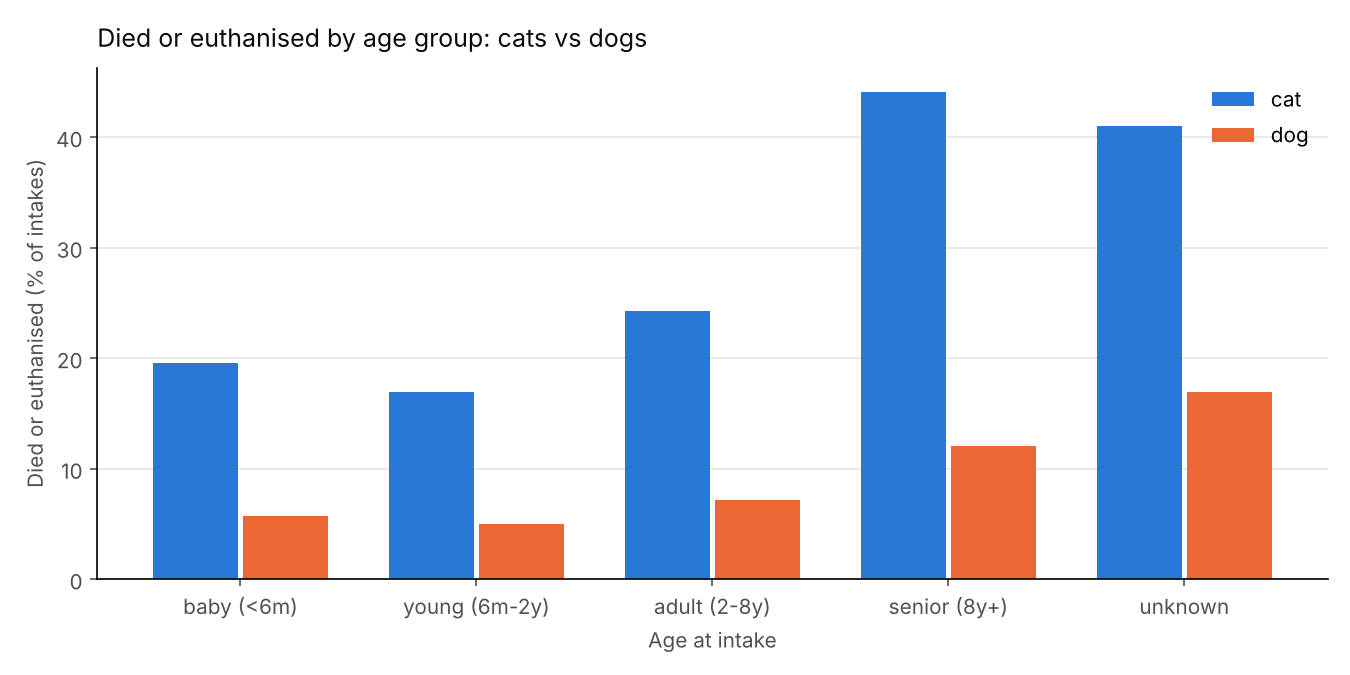 Died or euthanised by age group: cats vs dogs
cat
dog
Died or euthanised (% of intakes)
40
30
20
10
0
baby (<6m)
young (6m-2y)
adult (2-8y)
senior (8y+)
unknown
Age at intake